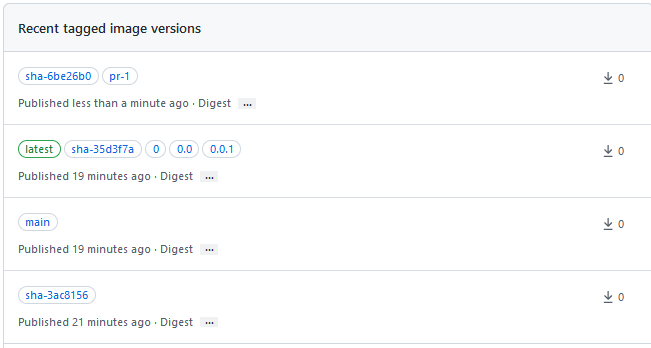 Recent tagged image versions
sha-6be26b0 pr-1 0
Published less than a minute ago · Digest ...
latest sha-35d3f7a 0 0.0 0.0.1 0
Published 19 minutes ago · Digest ...
main 0
Published 19 minutes ago · Digest ...
sha-3ac8156 0
Published 21 minutes ago · Digest ...